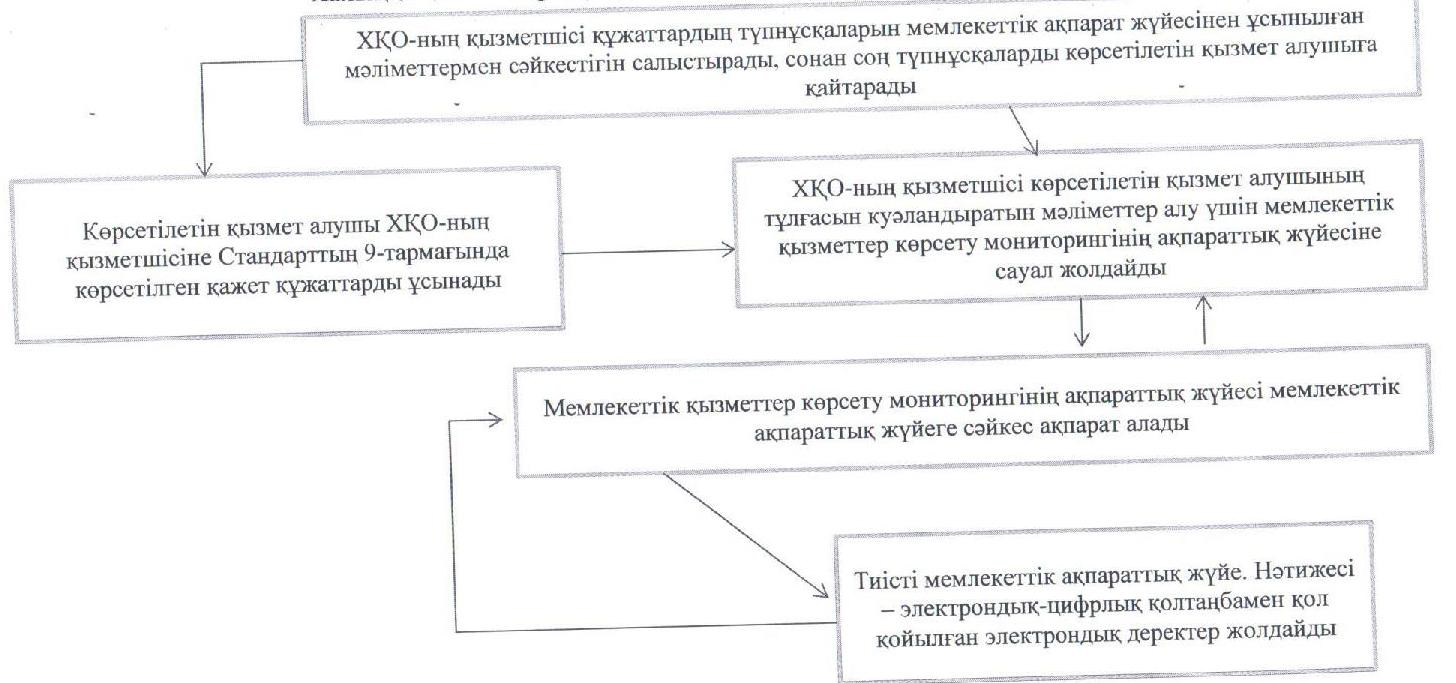 ХҚО-ның қызметшісі құжаттардың түпнұсқаларын мемлекеттік ақпарат жүйесінен ұсынылған
мәліметтермен сәйкестігін салыстырады, сонан соң түпнұсқаларды көрсетілетін қызмет алушыға
қайтарады
Көрсетілетін қызмет алушы ХҚО-ның
қызметшісіне Стандарттың 9-тармағында
көрсетілген қажет құжаттарды ұсынады
ХҚО-ның қызметшісі көрсетілетін қызмет алушының
тұлғасын куәландыратын мәліметтер алу үшін мемлекеттік
қызметтер көрсету мониторингінің ақпараттық жүйесіне
сауал жолдайды
Мемлекеттік қызметтер көрсету мониторингінің ақпараттық жүйесі мемлекеттік
ақпараттық жүйеге сәйкес ақпарат алады
Тиісті мемлекеттік ақпараттық жүйе. Нәтижесі
– электрондық-цифрлық қолтаңбамен қол
қойылған электрондық деректер жолдайды